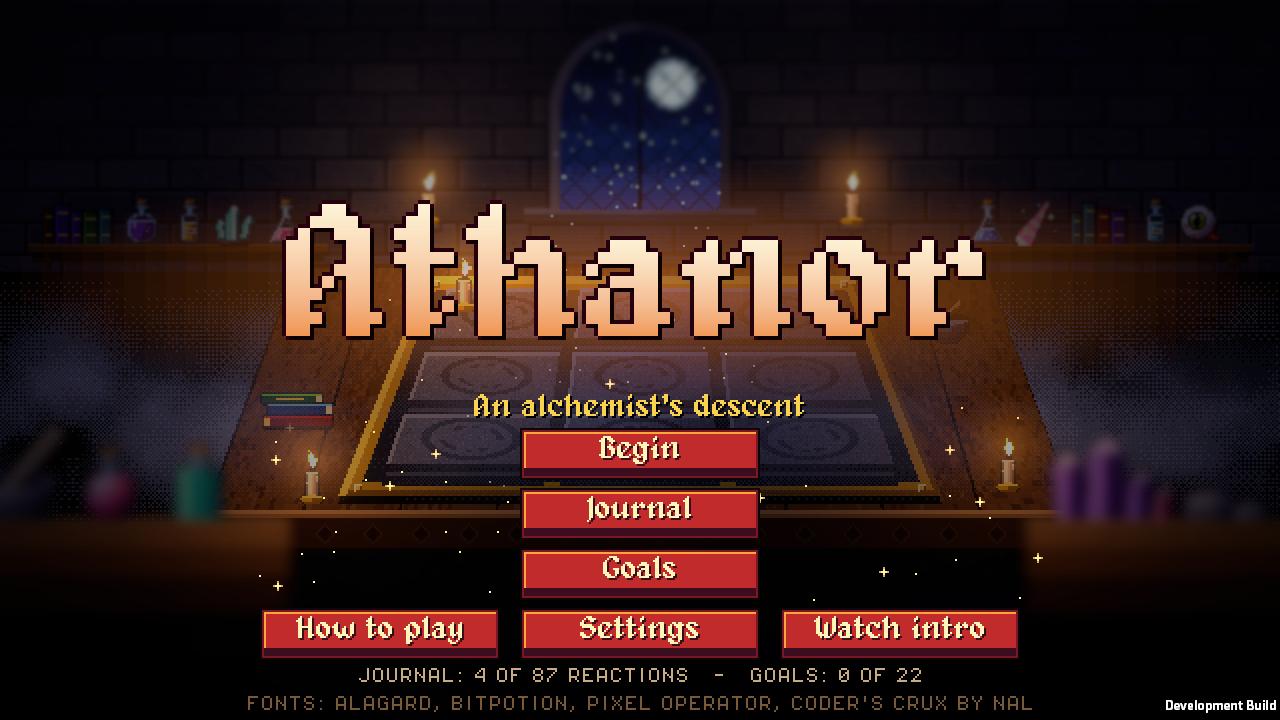 Athanor
An alchemist's descent
Begin
Journal
Goals
How to play
Settings
Watch intro
JOURNAL: 4 OF 87 REACTIONS - GOALS: 0 OF 22
FONTS: ALAGARD, BITPOTION, PIXEL OPERATOR, CODER'S CRUX BY NAL
Development Build